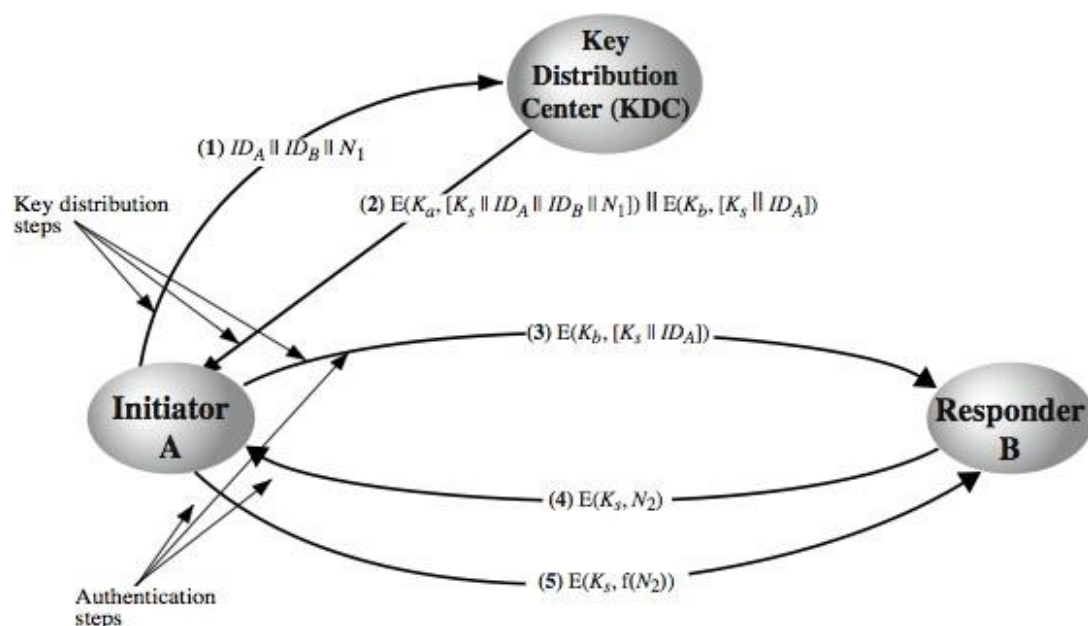 Key
Distribution
Center (KDC)
(1) ID_A || ID_B || N_1
Key distribution
steps
(2) E(K_a, [K_s || ID_A || ID_B || N_1]) || E(K_b, [K_s || ID_A])
(3) E(K_b, [K_s || ID_A])
Initiator
A
Responder
B
(4) E(K_s, N_2)
(5) E(K_s, f(N_2))
Authentication
steps